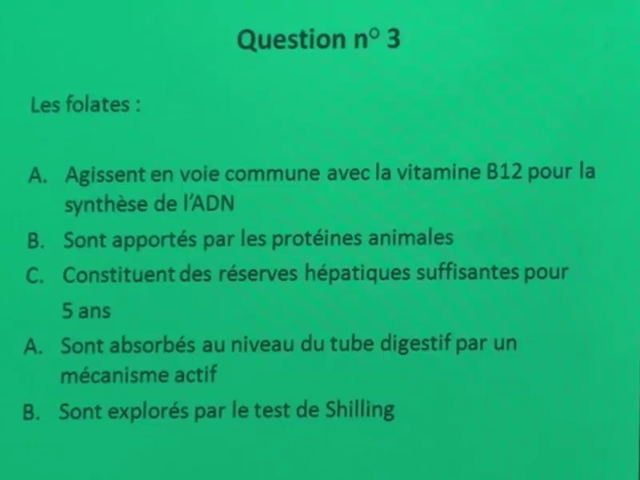 Question n° 3
Les folates :
A. Agissent en voie commune avec la vitamine B12 pour la
synthèse de l'ADN
B. Sont apportés par les protéines animales
C. Constituent des réserves hépatiques suffisantes pour
5 ans
A. Sont absorbés au niveau du tube digestif par un
mécanisme actif
B. Sont explorés par le test de Shilling